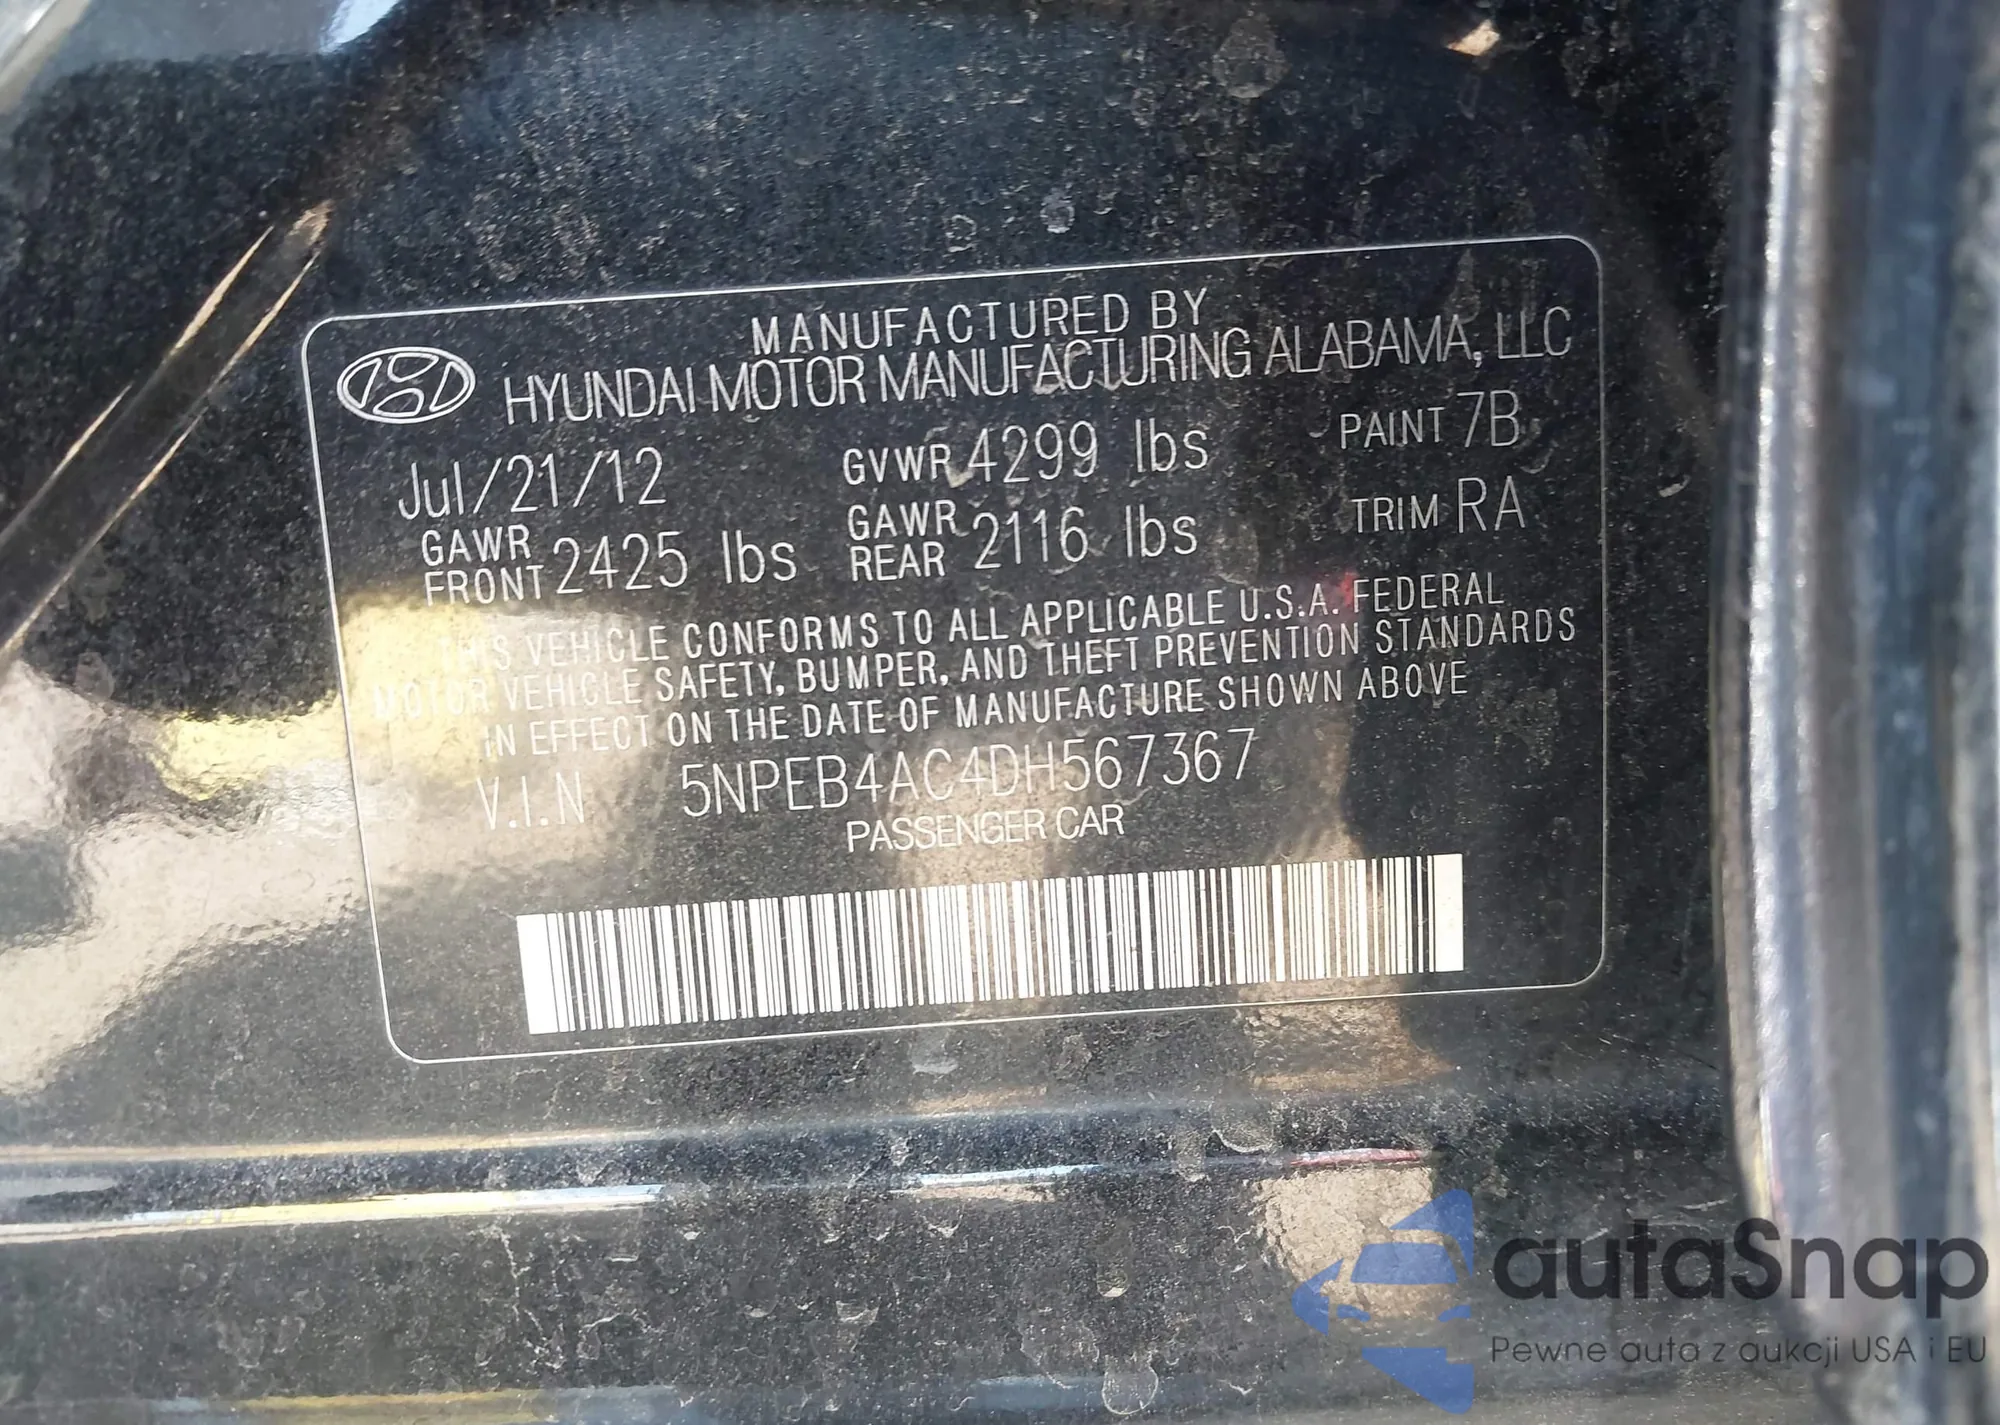 MANUFACTURED BY
HYUNDAI MOTOR MANUFACTURING ALABAMA, LLC
Jul/21/12 GVWR 4299 lbs PAINT 7B
GAWR FRONT 2425 lbs GAWR REAR 2116 lbs TRIM RA
THIS VEHICLE CONFORMS TO ALL APPLICABLE U.S.A. FEDERAL
MOTOR VEHICLE SAFETY, BUMPER, AND THEFT PREVENTION STANDARDS
IN EFFECT ON THE DATE OF MANUFACTURE SHOWN ABOVE
V.I.N 5NPEB4AC4DH567367
PASSENGER CAR
autaSnap
Pewne auta z aukcji USA i EU